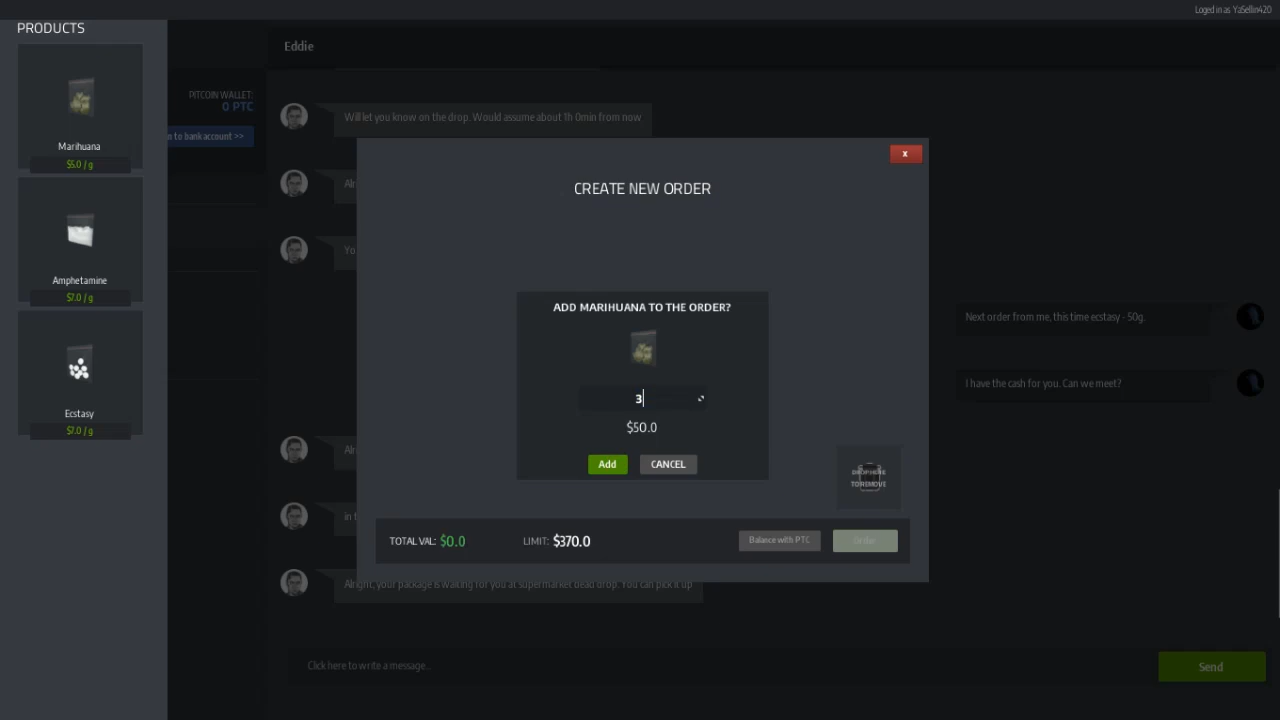 Loged in as YaSellin420
PRODUCTS
Marihuana
$5.0 / g
Amphetamine
$7.0 / g
Ecstasy
$7.0 / g
PITCOIN WALLET:
0 PTC
to bank account >>
Eddie
Will let you know on the drop. Would assume about 1h 0min from now
Next order from me, this time ecstasy - 50g.
I have the cash for you. Can we meet?
Alright, your package is waiting for you at supermarket dead drop. You can pick it up
x
CREATE NEW ORDER
ADD MARIHUANA TO THE ORDER?
3
$50.0
Add
CANCEL
DROP HERE
TO REMOVE
TOTAL VAL: $0.0
LIMIT: $370.0
Balance with PTC
Order
Click here to write a message...
Send